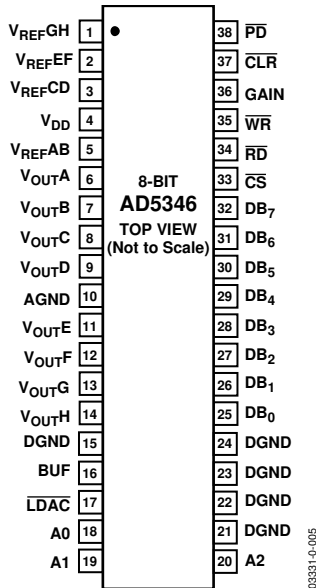 VREFGH 1
VREFEF 2
VREFCD 3
VDD 4
VREFAB 5
VOUTA 6
VOUTB 7
VOUTC 8
VOUTD 9
AGND 10
VOUTE 11
VOUTF 12
VOUTG 13
VOUTH 14
DGND 15
BUF 16
LDAC 17
A0 18
A1 19
8-BIT
AD5346
TOP VIEW
(Not to Scale)
38 PD
37 CLR
36 GAIN
35 WR
34 RD
33 CS
32 DB7
31 DB6
30 DB5
29 DB4
28 DB3
27 DB2
26 DB1
25 DB0
24 DGND
23 DGND
22 DGND
21 DGND
20 A2
03331-0-005